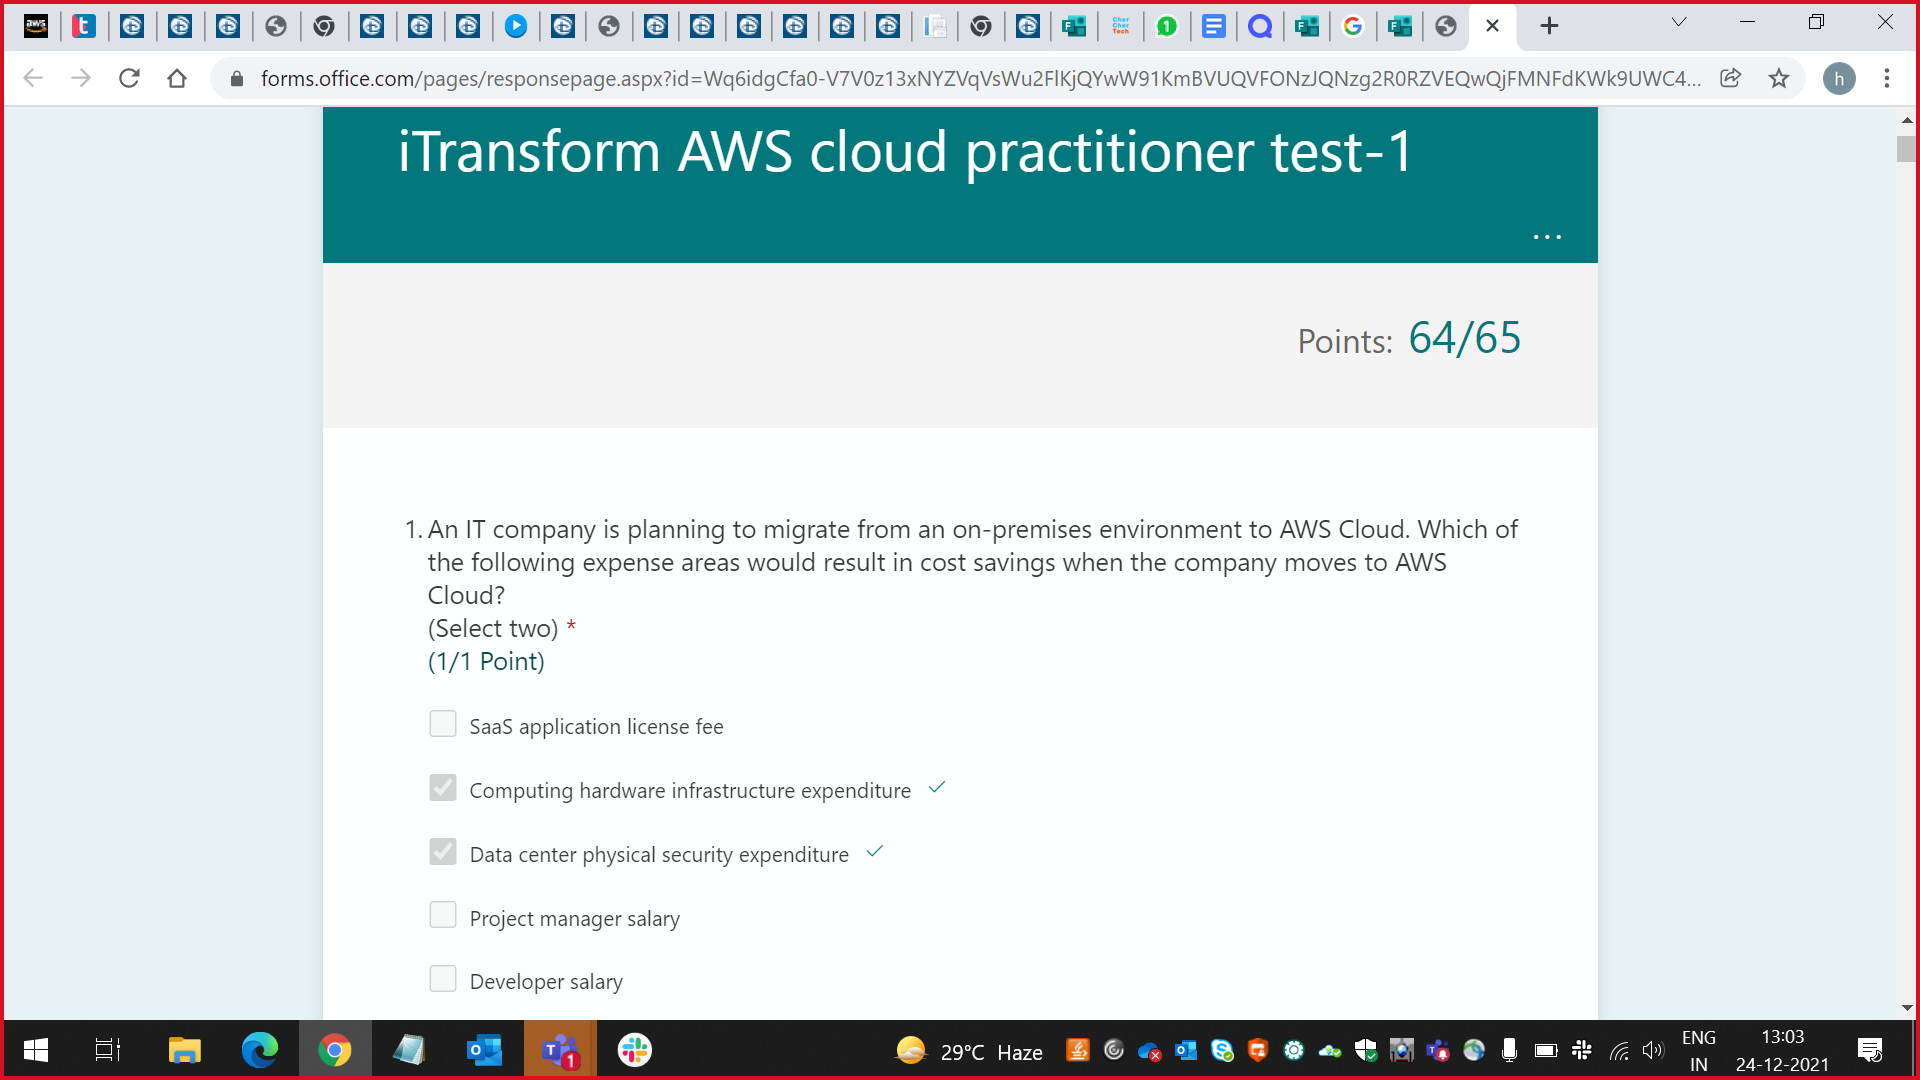 forms.office.com/pages/responsepage.aspx?id=Wq6idgCfa0-V7V0z13xNYZVqVsWu2FlKjQYwW91KmBVUQVFONzJQNzg2R0RZVEQwQjFMNFdKWk9UWC4...
h
iTransform AWS cloud practitioner test-1
...
Points: 64/65
1. An IT company is planning to migrate from an on-premises environment to AWS Cloud. Which of
the following expense areas would result in cost savings when the company moves to AWS
Cloud?
(Select two) *
(1/1 Point)
SaaS application license fee
Computing hardware infrastructure expenditure
Data center physical security expenditure
Project manager salary
Developer salary
29°C Haze
ENG
IN
13:03
24-12-2021